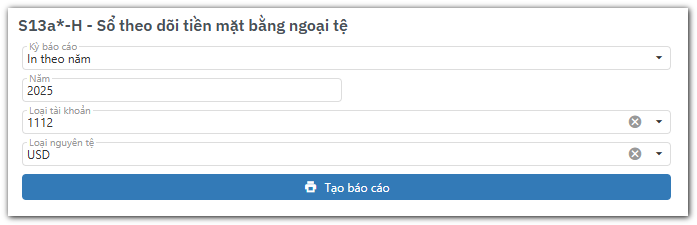 S13a*-H - Sổ theo dõi tiền mặt bằng ngoại tệ
Kỳ báo cáo
In theo năm
Năm
2025
Loại tài khoản
1112
Loại nguyên tệ
USD
Tạo báo cáo